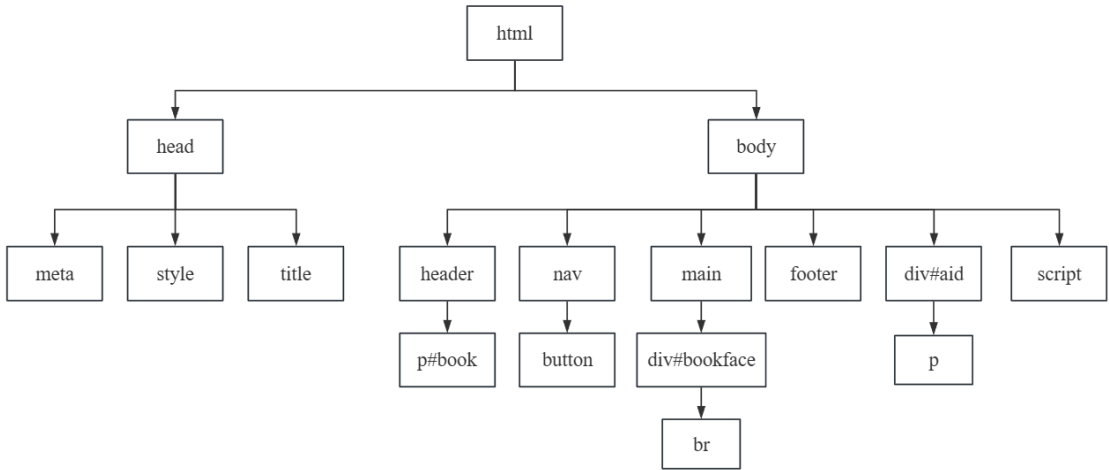 html
head
body
meta
style
title
header
nav
main
footer
div#aid
script
p#book
button
div#bookface
p
br